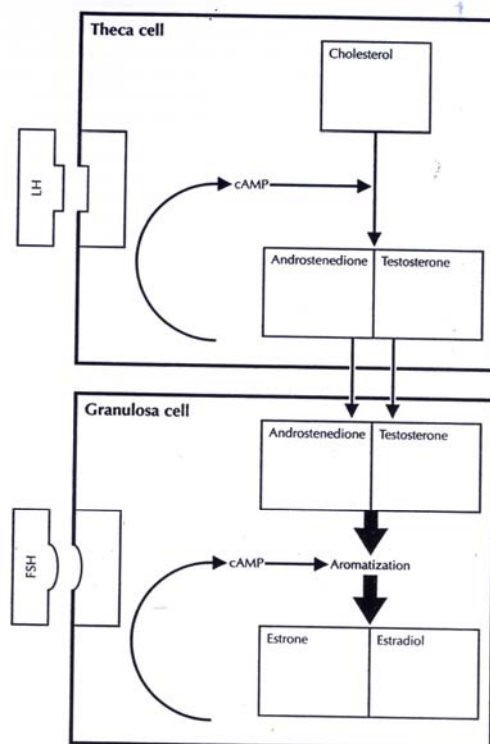 Theca cell
Cholesterol
LH
cAMP
Androstenedione
Testosterone
Granulosa cell
Androstenedione
Testosterone
FSH
cAMP
Aromatization
Estrone
Estradiol